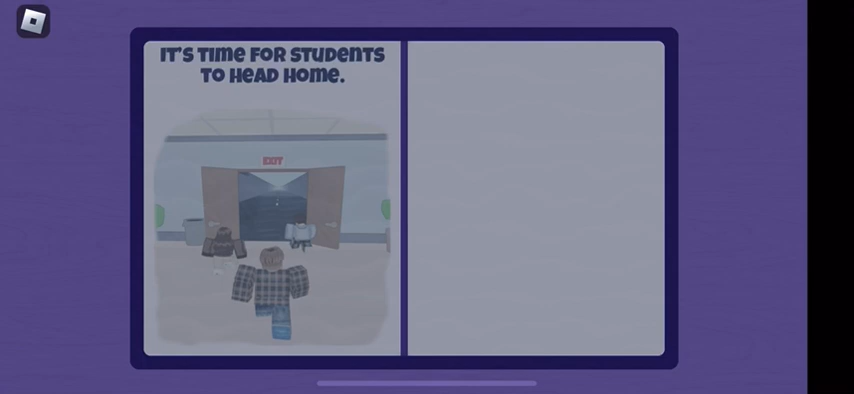 IT'S TIME FOR STUDENTS
TO HEAD HOME.
EXIT